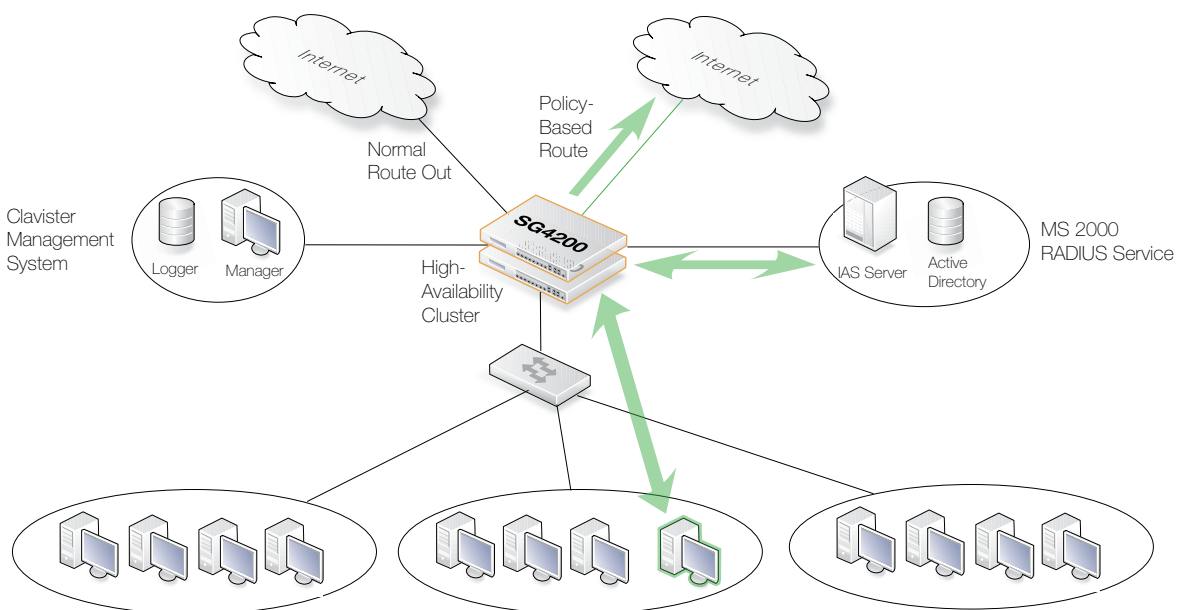 Internet
Internet
Policy-
Based
Route
Normal
Route Out
Clavister
Management
System
Logger
Manager
SG4200
High-
Availability
Cluster
IAS Server
Active
Directory
MS 2000
RADIUS Service